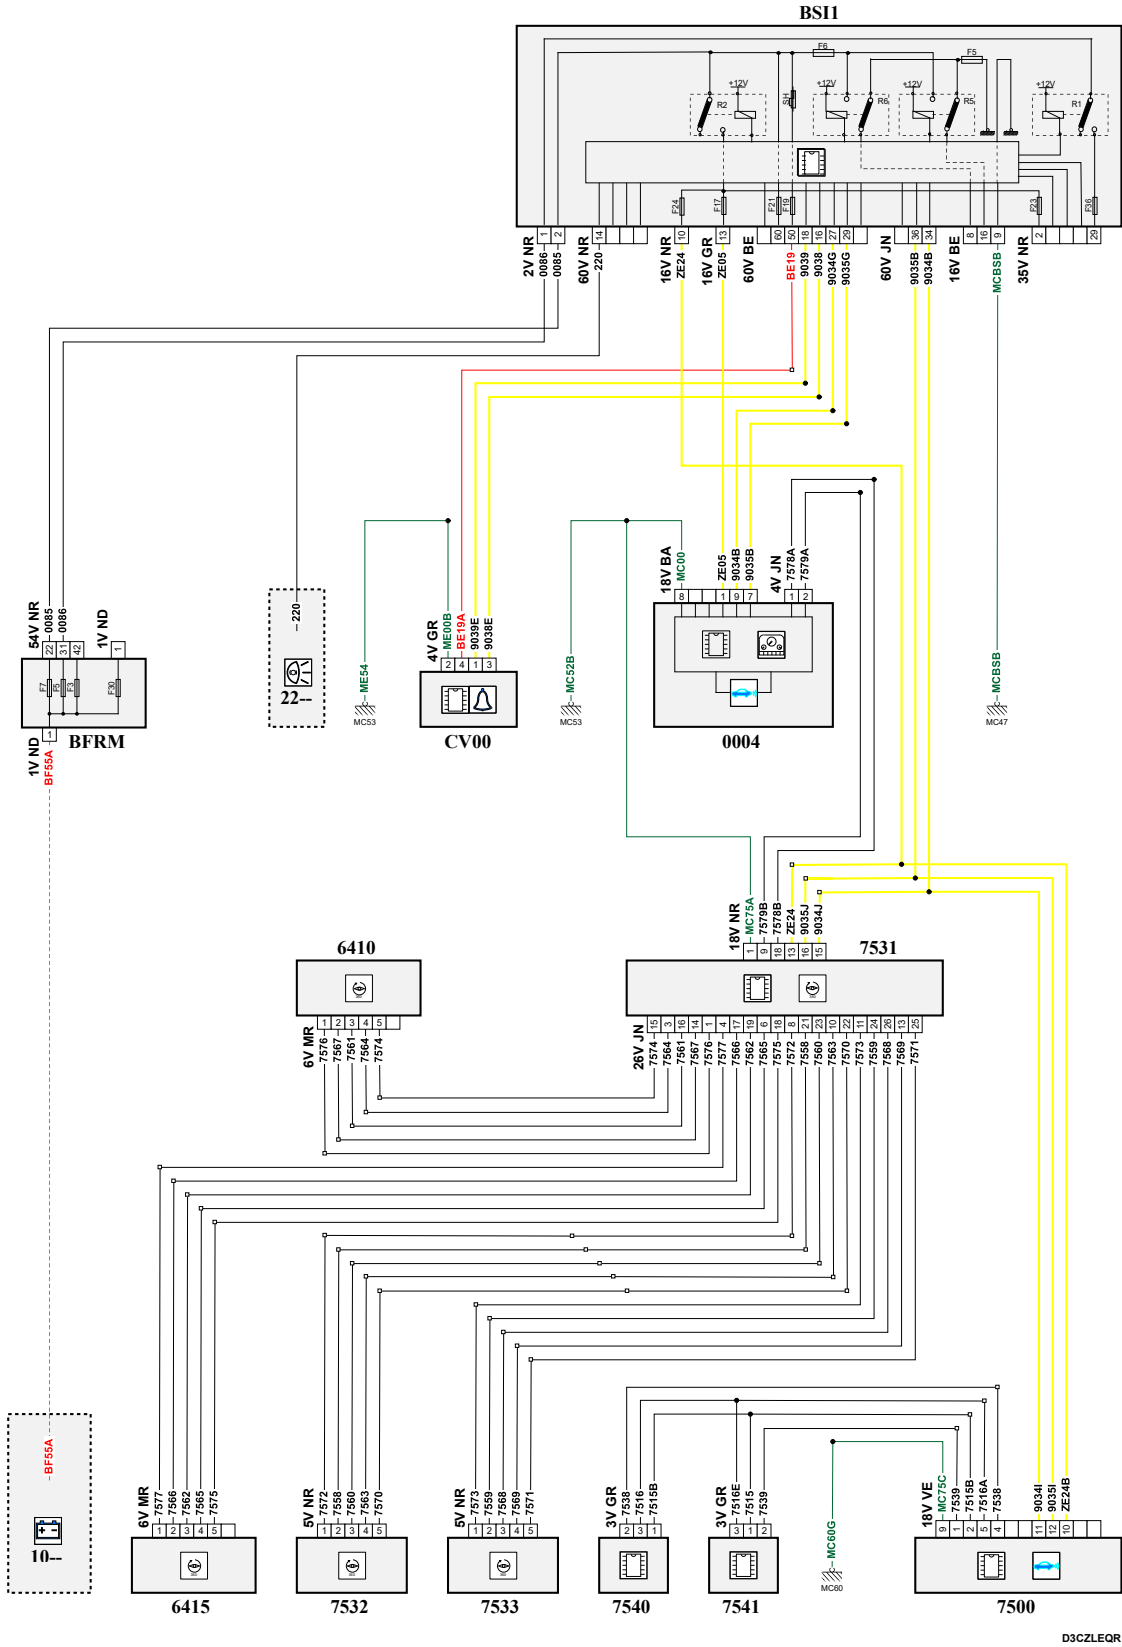 BSI1
F6
F5
+12V
R2
SH
+12V
R6
+12V
R5
+12V
R1
F24
F17
F21
F19
F23
F36
2V NR
1
2
60V NR
14
16V NR
10
16V GR
13
60V BE
60
50
18
16
27
29
60V JN
36
34
16V BE
8
16
9
35V NR
2
29
0086
0085
220
ZE24
ZE05
BE19
9039
9038
9034G
9035G
9035B
9034B
MCBSB
54V NR
0085
0086
1V ND
22
31
42
1
F7
F5
F3
F30
1
BFRM
1V ND
BF55A
220
22--
ME54
MC53
4V GR
ME00B
BE19A
9039E
9038E
2
4
1
3
CV00
MC52B
MC53
18V BA
MC00
ZE05
9034B
9035B
4V JN
7578A
7579A
8
1
9
7
1
2
0004
MCBSB
MC47
18V NR
MC75A
7579B
7578B
ZE24
9035J
9034J
1
9
18
13
16
15
7531
6410
6V MR
1
2
3
4
5
7576
7567
7561
7564
7574
26V JN
15
3
16
14
1
4
17
19
6
18
8
21
23
10
22
11
24
26
13
25
7574
7564
7561
7567
7576
7577
7566
7562
7565
7575
7572
7558
7560
7563
7570
7573
7559
7568
7569
7571
BF55A
10--
6V MR
7577
7566
7562
7565
7575
1
2
3
4
5
6415
5V NR
7572
7558
7560
7563
7570
1
2
3
4
5
7532
5V NR
7573
7559
7568
7569
7571
1
2
3
4
5
7533
3V GR
7538
7516
7515B
2
3
1
7540
3V GR
7516E
7515
7539
3
1
2
7541
MC60G
MC60
18V VE
MC75C
7539
7515B
7516A
7538
9034I
9035I
ZE24B
9
1
2
5
4
11
12
10
7500
D3CZLEQR